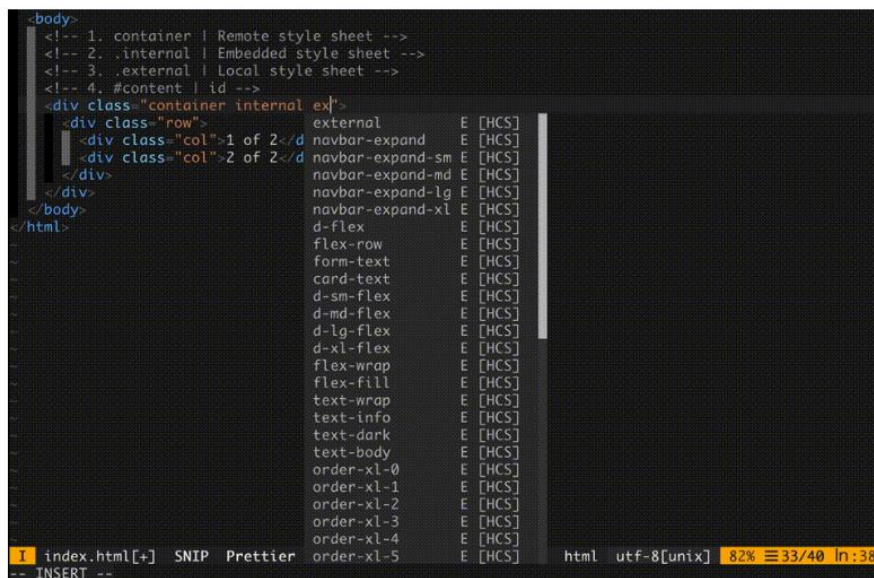 <body>
<!-- 1. container | Remote style sheet -->
<!-- 2. .internal | Embedded style sheet -->
<!-- 3. .external | Local style sheet -->
<!-- 4. #content | id -->
<div class="container internal ex">
<div class="row"> external E [HCS]
<div class="col">1 of 2</d navbar-expand E [HCS]
<div class="col">2 of 2</d navbar-expand-sm E [HCS]
</div> navbar-expand-md E [HCS]
</div> navbar-expand-lg E [HCS]
</body> navbar-expand-xl E [HCS]
</html> d-flex E [HCS]
~ flex-row E [HCS]
~ form-text E [HCS]
~ card-text E [HCS]
~ d-sm-flex E [HCS]
~ d-md-flex E [HCS]
~ d-lg-flex E [HCS]
~ d-xl-flex E [HCS]
~ flex-wrap E [HCS]
~ flex-fill E [HCS]
~ text-wrap E [HCS]
~ text-info E [HCS]
~ text-dark E [HCS]
~ text-body E [HCS]
~ order-xl-0 E [HCS]
~ order-xl-1 E [HCS]
~ order-xl-2 E [HCS]
~ order-xl-3 E [HCS]
~ order-xl-4 E [HCS]
I index.html[+] SNIP Prettier order-xl-5 E [HCS] html utf-8[unix] 82% ☰33/40 ln:38
-- INSERT --